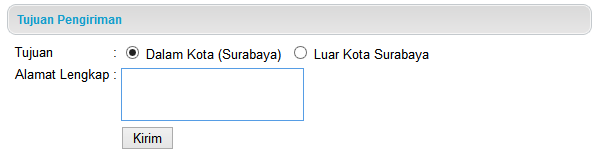 Tujuan Pengiriman
Tujuan : Dalam Kota (Surabaya) Luar Kota Surabaya
Alamat Lengkap :
Kirim